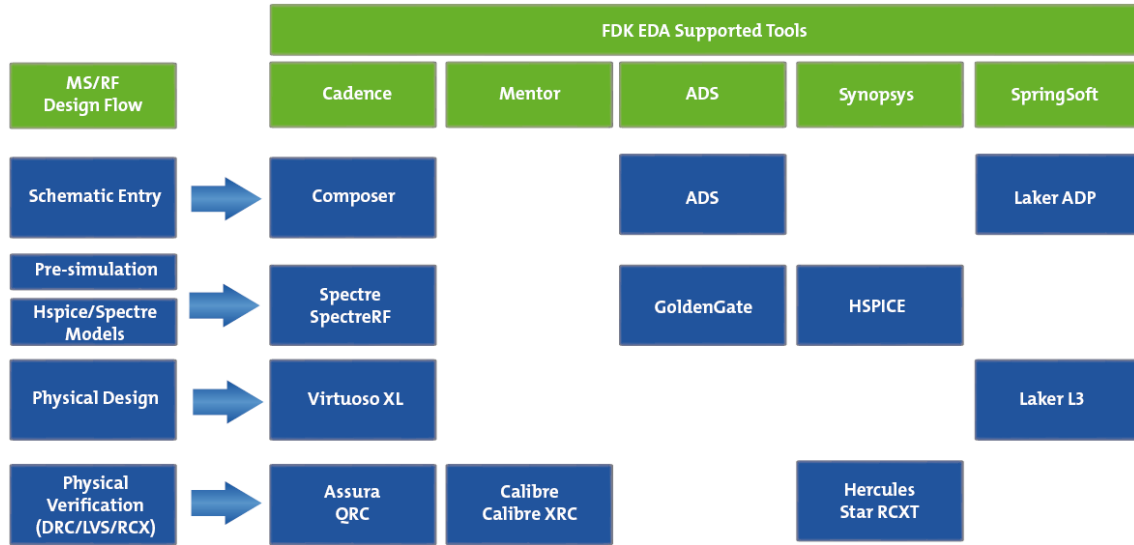 FDK EDA Supported Tools
MS/RF
Design Flow
Cadence
Mentor
ADS
Synopsys
SpringSoft
Schematic Entry
Composer
ADS
Laker ADP
Pre-simulation
Hspice/Spectre
Models
Spectre
SpectreRF
GoldenGate
HSPICE
Physical Design
Virtuoso XL
Laker L3
Physical
Verification
(DRC/LVS/RCX)
Assura
QRC
Calibre
Calibre XRC
Hercules
Star RCXT